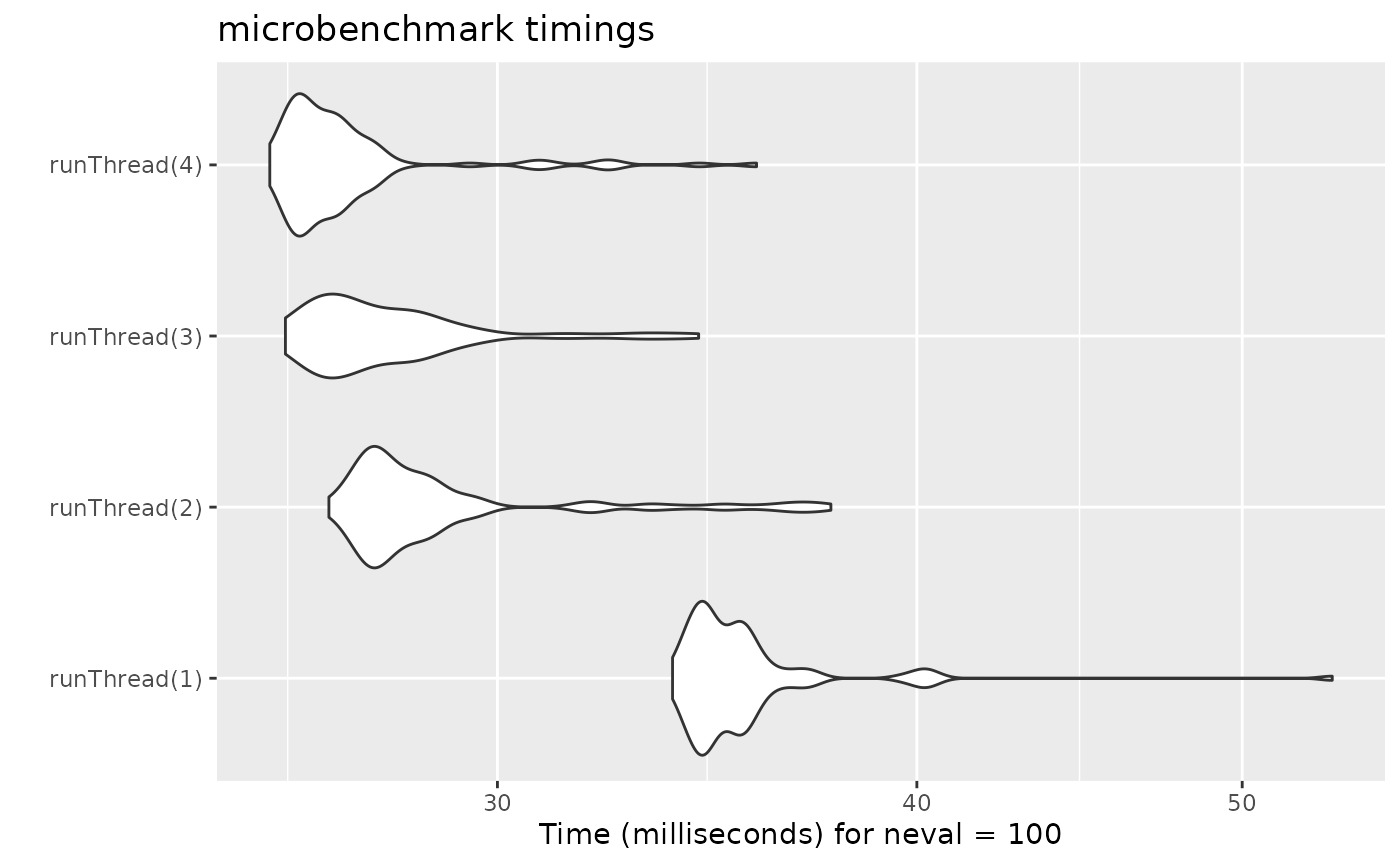 microbenchmark timings
runThread(4)
runThread(3)
runThread(2)
runThread(1)
30 40 50
Time (milliseconds) for neval = 100